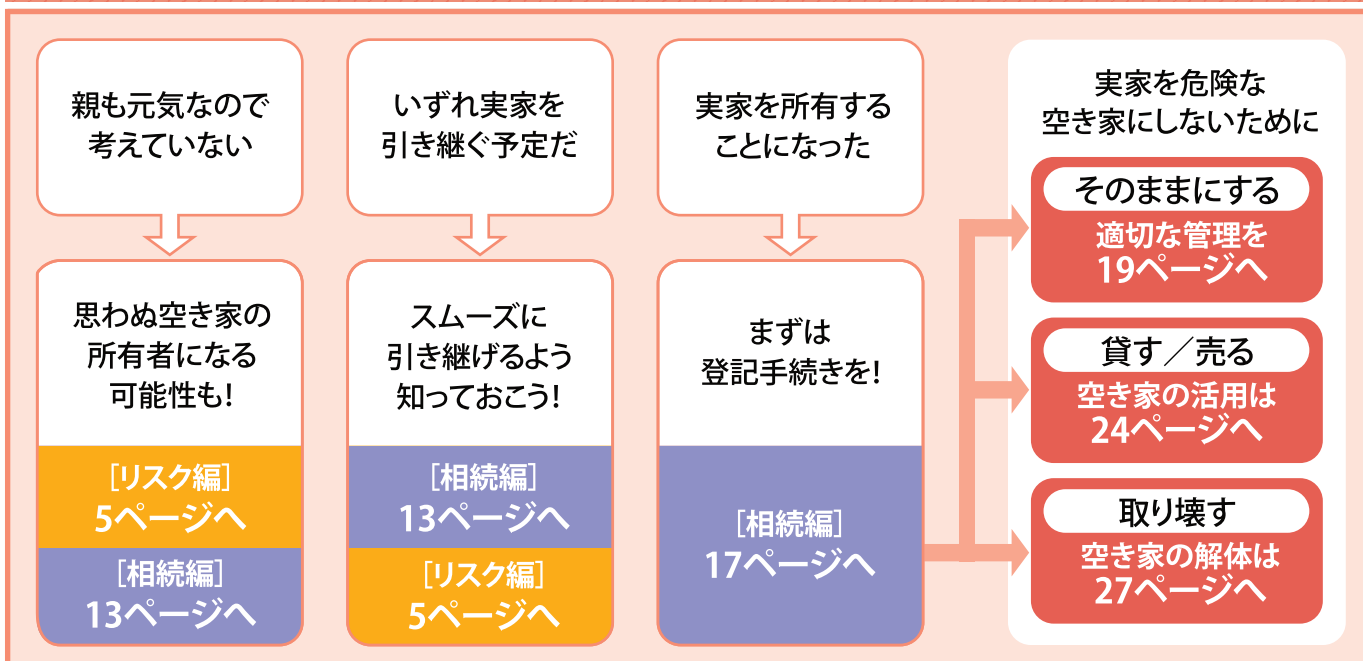 親も元気なので
考えていない
思わぬ空き家の
所有者になる
可能性も!
[リスク編]
5ページへ
[相続編]
13ページへ
いずれ実家を
引き継ぐ予定だ
スムーズに
引き継げるよう
知っておこう!
[相続編]
13ページへ
[リスク編]
5ページへ
実家を所有する
ことになった
まずは
登記手続きを!
[相続編]
17ページへ
実家を危険な
空き家にしないために
そのままにする
適切な管理を
19ページへ
貸す／売る
空き家の活用は
24ページへ
取り壊す
空き家の解体は
27ページへ